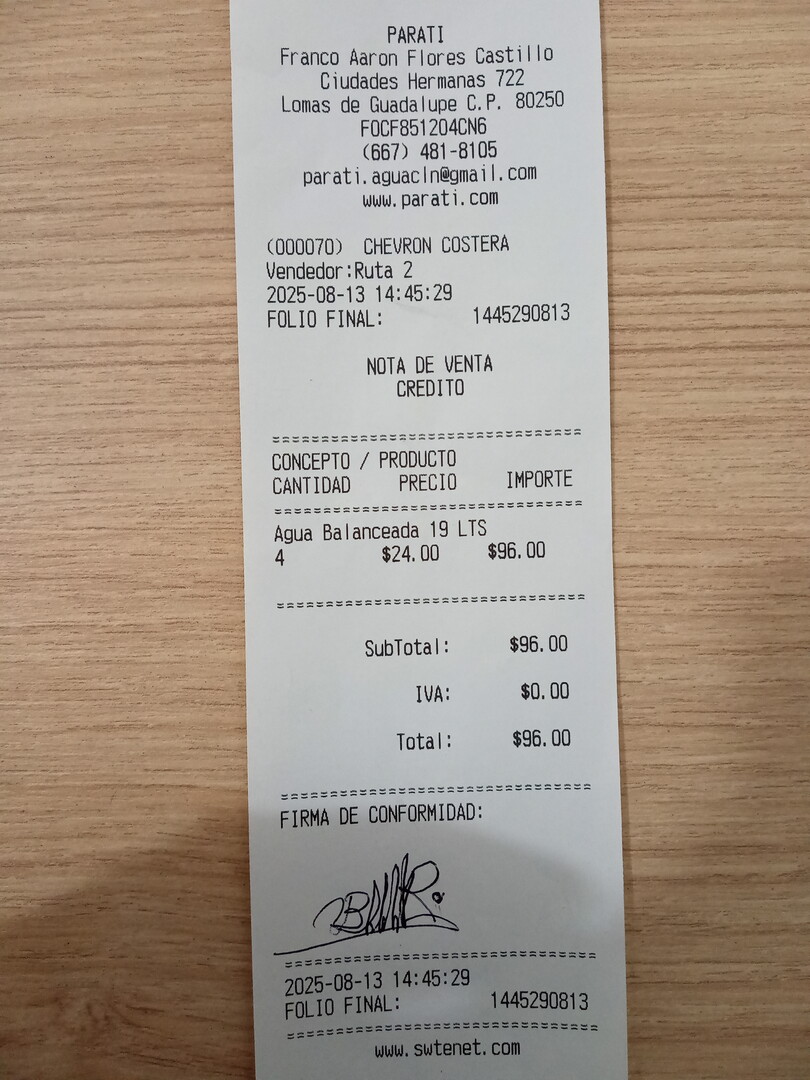 PARATI
Franco Aaron Flores Castillo
Ciudades Hermanas 722
Lomas de Guadalupe C.P. 80250
FOCF851204CN6
(667) 481-8105
parati.aguacln@gmail.com
www.parati.com
(000070) CHEVRON COSTERA
Vendedor:Ruta 2
2025-08-13 14:45:29
FOLIO FINAL: 1445290813
NOTA DE VENTA
CREDITO
================================
CONCEPTO / PRODUCTO
CANTIDAD PRECIO IMPORTE
================================
Agua Balanceada 19 LTS
4 $24.00 $96.00
================================
SubTotal: $96.00
IVA: $0.00
Total: $96.00
================================
FIRMA DE CONFORMIDAD:
================================
2025-08-13 14:45:29
FOLIO FINAL: 1445290813
================================
www.swtenet.com